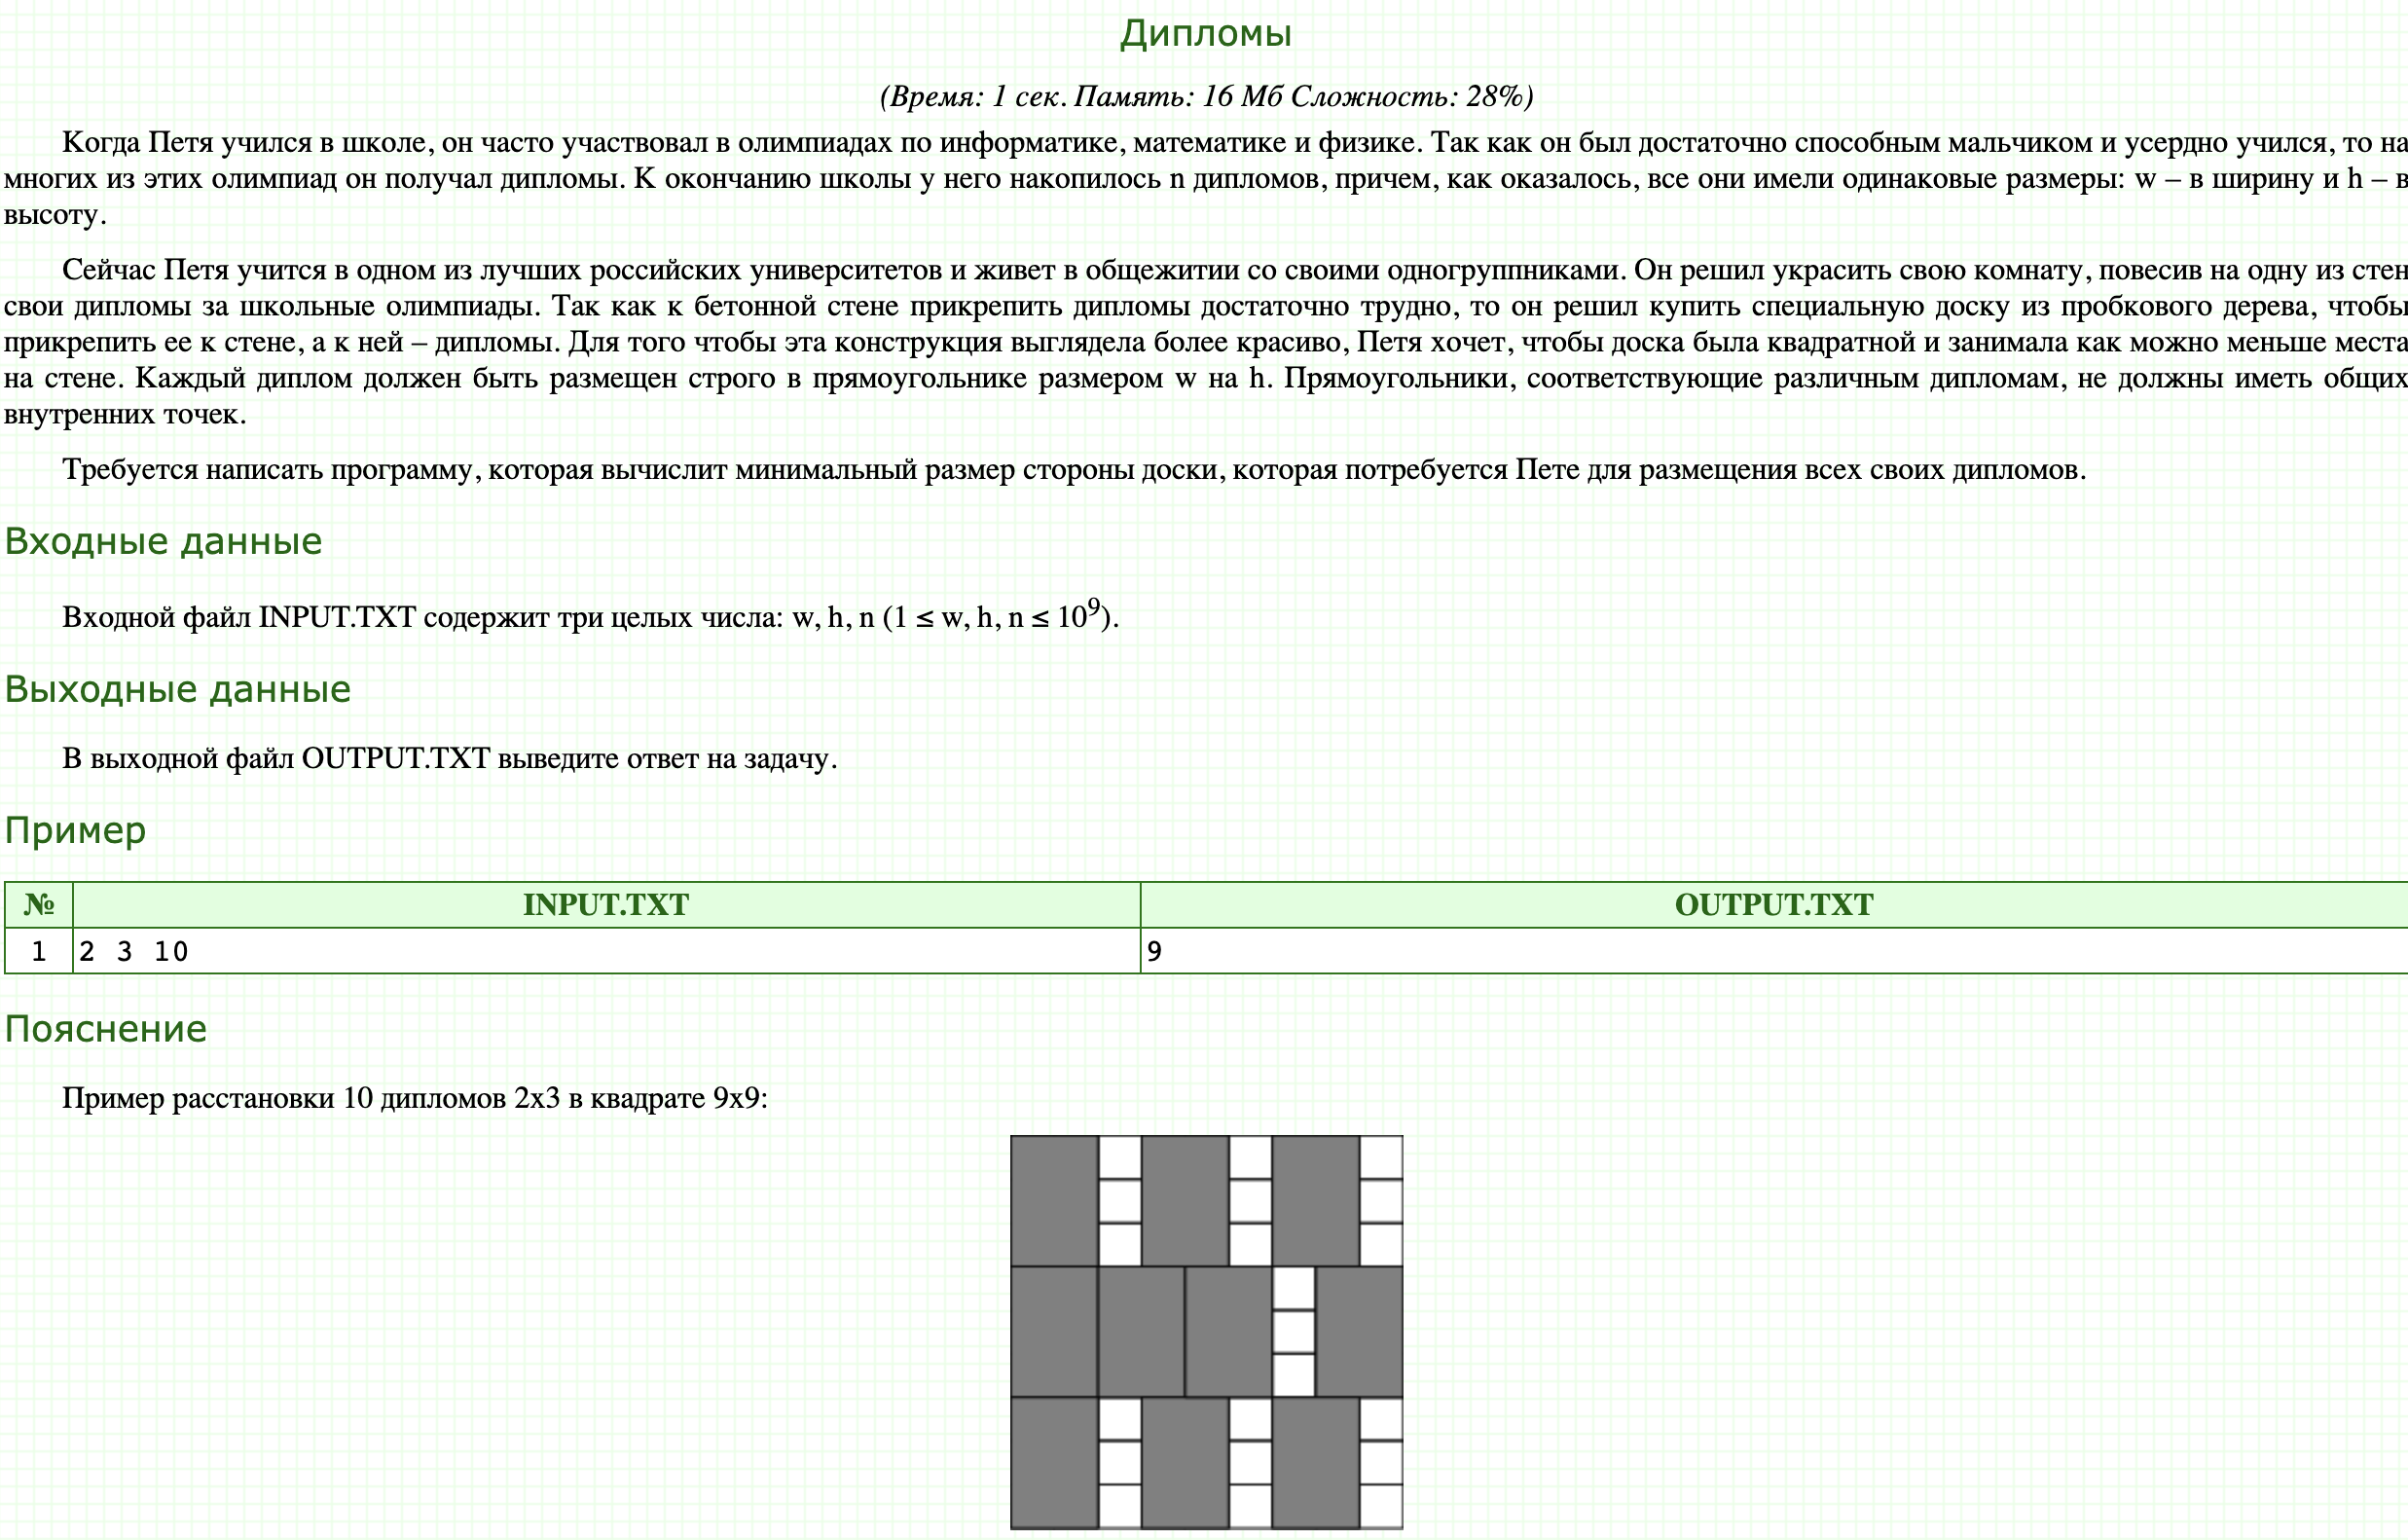 Дипломы
(Время: 1 сек. Память: 16 Мб Сложность: 28%)
Когда Петя учился в школе, он часто участвовал в олимпиадах по информатике, математике и физике. Так как он был достаточно способным мальчиком и усердно учился, то на
многих из этих олимпиад он получал дипломы. К окончанию школы у него накопилось n дипломов, причем, как оказалось, все они имели одинаковые размеры: w – в ширину и h – в
высоту.
Сейчас Петя учится в одном из лучших российских университетов и живет в общежитии со своими одногруппниками. Он решил украсить свою комнату, повесив на одну из стен
свои дипломы за школьные олимпиады. Так как к бетонной стене прикрепить дипломы достаточно трудно, то он решил купить специальную доску из пробкового дерева, чтобы
прикрепить ее к стене, а к ней – дипломы. Для того чтобы эта конструкция выглядела более красиво, Петя хочет, чтобы доска была квадратной и занимала как можно меньше места
на стене. Каждый диплом должен быть размещен строго в прямоугольнике размером w на h. Прямоугольники, соответствующие различным дипломам, не должны иметь общих
внутренних точек.
Требуется написать программу, которая вычислит минимальный размер стороны доски, которая потребуется Пете для размещения всех своих дипломов.
Входные данные
Входной файл INPUT.TXT содержит три целых числа: w, h, n (1 ≤ w, h, n ≤ 10⁹).
Выходные данные
В выходной файл OUTPUT.TXT выведите ответ на задачу.
Пример
№ INPUT.TXT OUTPUT.TXT
1 2 3 10 9
Пояснение
Пример расстановки 10 дипломов 2x3 в квадрате 9x9: